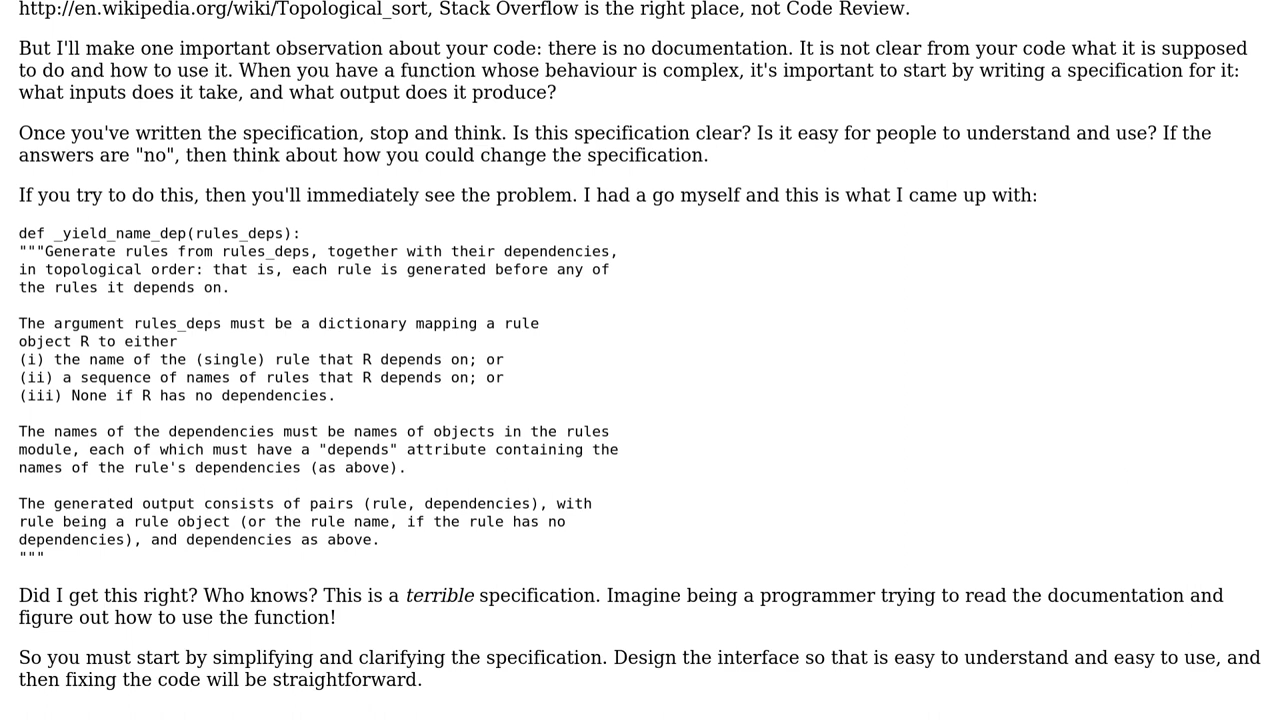 http://en.wikipedia.org/wiki/Topological_sort, Stack Overflow is the right place, not Code Review.
But I'll make one important observation about your code: there is no documentation. It is not clear from your code what it is supposed
to do and how to use it. When you have a function whose behaviour is complex, it's important to start by writing a specification for it:
what inputs does it take, and what output does it produce?
Once you've written the specification, stop and think. Is this specification clear? Is it easy for people to understand and use? If the
answers are "no", then think about how you could change the specification.
If you try to do this, then you'll immediately see the problem. I had a go myself and this is what I came up with:
def _yield_name_dep(rules_deps):
"""Generate rules from rules_deps, together with their dependencies,
in topological order: that is, each rule is generated before any of
the rules it depends on.
The argument rules_deps must be a dictionary mapping a rule
object R to either
(i) the name of the (single) rule that R depends on; or
(ii) a sequence of names of rules that R depends on; or
(iii) None if R has no dependencies.
The names of the dependencies must be names of objects in the rules
module, each of which must have a "depends" attribute containing the
names of the rule's dependencies (as above).
The generated output consists of pairs (rule, dependencies), with
rule being a rule object (or the rule name, if the rule has no
dependencies), and dependencies as above.
"""
Did I get this right? Who knows? This is a terrible specification. Imagine being a programmer trying to read the documentation and
figure out how to use the function!
So you must start by simplifying and clarifying the specification. Design the interface so that is easy to understand and easy to use, and
then fixing the code will be straightforward.